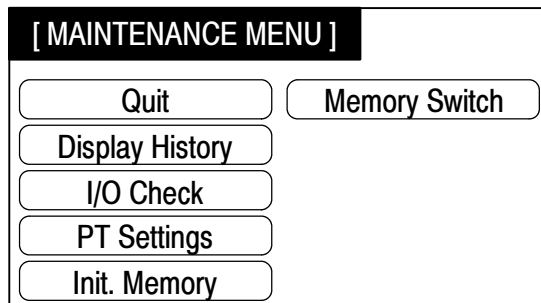 [ MAINTENANCE MENU ]
Quit
Memory Switch
Display History
I/O Check
PT Settings
Init. Memory